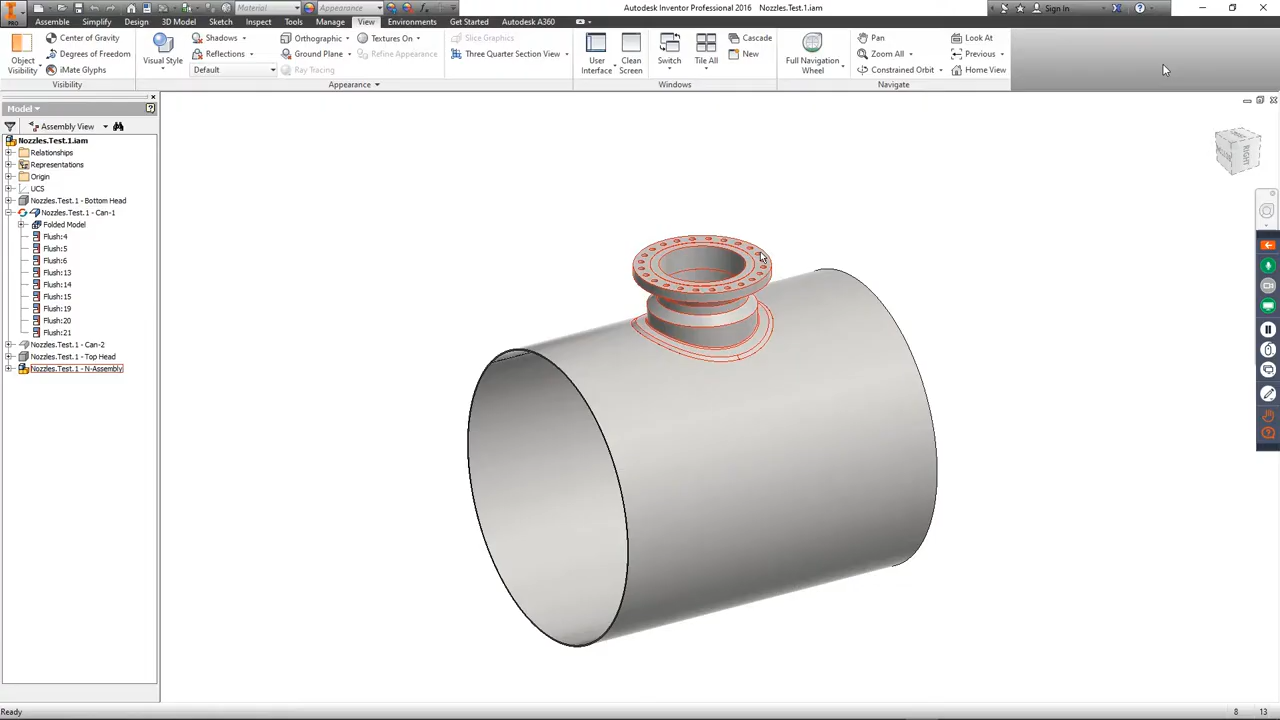 Autodesk Inventor Professional 2016 Nozzles.Test.1.iam
Material
Appearance
Sign In
PRO
Assembly Simplify Design 3D Model Sketch Inspect Tools Manage View Environments Get Started Autodesk A360
Object Visibility
Center of Gravity
Degrees of Freedom
iMate Glyphs
Visibility
Visual Style
Shadows
Reflections
Default
Orthographic
Ground Plane
Ray Tracing
Textures On
Refine Appearance
Slice Graphics
Three Quarter Section View
Appearance
User Interface
Clean Screen
Switch
Tile All
Cascade
New
Windows
Full Navigation Wheel
Pan
Zoom All
Constrained Orbit
Look At
Previous
Home View
Navigate
Model
Assembly View
Nozzles.Test.1.iam
Relationships
Representations
Origin
UCS
Nozzles.Test.1 - Bottom Head
Nozzles.Test.1 - Can-1
Folded Model
Flush:4
Flush:5
Flush:6
Flush:13
Flush:14
Flush:15
Flush:19
Flush:20
Flush:21
Nozzles.Test.1 - Can-2
Nozzles.Test.1 - Top Head
Nozzles.Test.1 - N-Assembly
RIGHT
Ready
8 13